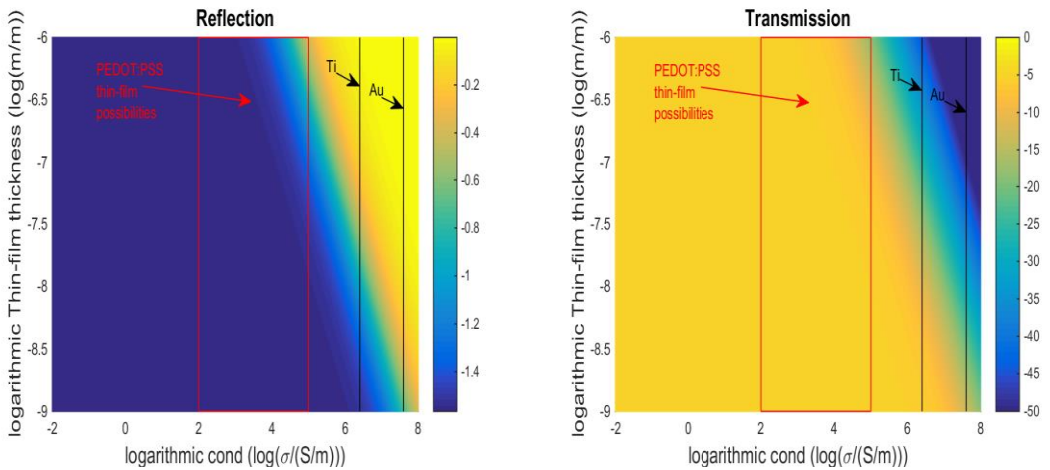 Reflection
logarithmic Thin-film thickness (log(m/m))
-6
-6.5
-7
-7.5
-8
-8.5
-9
-2
0
2
4
6
8
logarithmic cond (log(σ/(S/m)))
PEDOT:PSS
thin-film
possibilities
Ti
Au
-0.2
-0.4
-0.6
-0.8
-1
-1.2
-1.4
Transmission
logarithmic Thin-film thickness (log(m/m))
-6
-6.5
-7
-7.5
-8
-8.5
-9
-2
0
2
4
6
8
logarithmic cond (log(σ/(S/m)))
PEDOT:PSS
thin-film
possibilities
Ti
Au
0
-5
-10
-15
-20
-25
-30
-35
-40
-45
-50